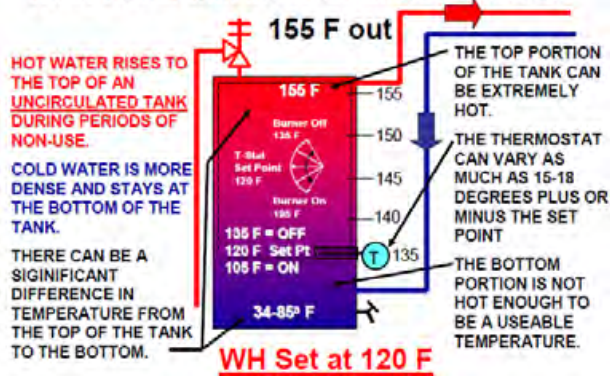 155 F out
HOT WATER RISES TO
THE TOP OF AN
UNCIRCULATED TANK
DURING PERIODS OF
NON-USE.
COLD WATER IS MORE
DENSE AND STAYS AT
THE BOTTOM OF THE
TANK.
THERE CAN BE A
SIGINIFICANT
DIFFERENCE IN
TEMPERATURE FROM
THE TOP OF THE TANK
TO THE BOTTOM.
155 F
Burner Off
135 F
T-Stat
Set Point
120 F
Burner On
105 F
135 F = OFF
120 F Set Pt
105 F = ON
34-85º F
155
150
145
140
T 135
THE TOP PORTION
OF THE TANK CAN
BE EXTREMELY
HOT.
THE THERMOSTAT
CAN VARY AS
MUCH AS 15-18
DEGREES PLUS OR
MINUS THE SET
POINT
THE BOTTOM
PORTION IS NOT
HOT ENOUGH TO
BE A USEABLE
TEMPERATURE.
WH Set at 120 F